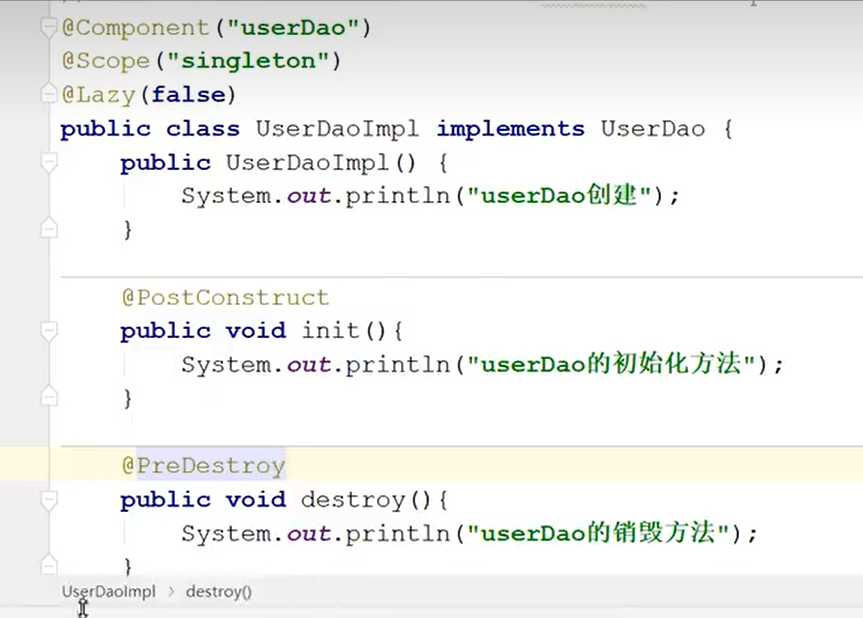 @Component("userDao")
@Scope("singleton")
@Lazy(false)
public class UserDaoImpl implements UserDao {
public UserDaoImpl() {
System.out.println("userDao创建");
}
@PostConstruct
public void init(){
System.out.println("userDao的初始化方法");
}
@PreDestroy
public void destroy(){
System.out.println("userDao的销毁方法");
}
UserDaoImpl › destroy()